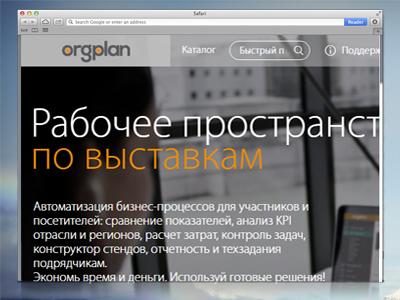 Safari
Search Google or enter an address
Reader
orgplan
Каталог
Быстрый п
Поддерж
Рабочее пространст
по выставкам
Автоматизация бизнес-процессов для участников и
посетителей: сравнение показателей, анализ KPI
отрасли и регионов, расчет затрат, контроль задач,
конструктор стендов, отчетность и техзадания
подрядчикам.
Экономь время и деньги. Используй готовые решения!